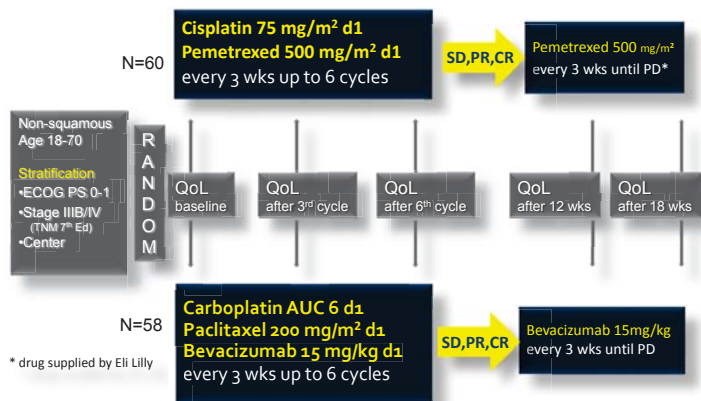 Cisplatin 75 mg/m² d1
Pemetrexed 500 mg/m² d1
every 3 wks up to 6 cycles
N=60
SD,PR,CR
Pemetrexed 500 mg/m²
every 3 wks until PD*
Non-squamous
Age 18-70
Stratification
•ECOG PS 0-1
•Stage IIIB/IV
(TNM 7th Ed)
•Center
R
A
N
D
O
M
QoL
baseline
QoL
after 3rd cycle
QoL
after 6th cycle
QoL
after 12 wks
QoL
after 18 wks
N=58
Carboplatin AUC 6 d1
Paclitaxel 200 mg/m² d1
Bevacizumab 15 mg/kg d1
every 3 wks up to 6 cycles
SD,PR,CR
Bevacizumab 15mg/kg
every 3 wks until PD
* drug supplied by Eli Lilly